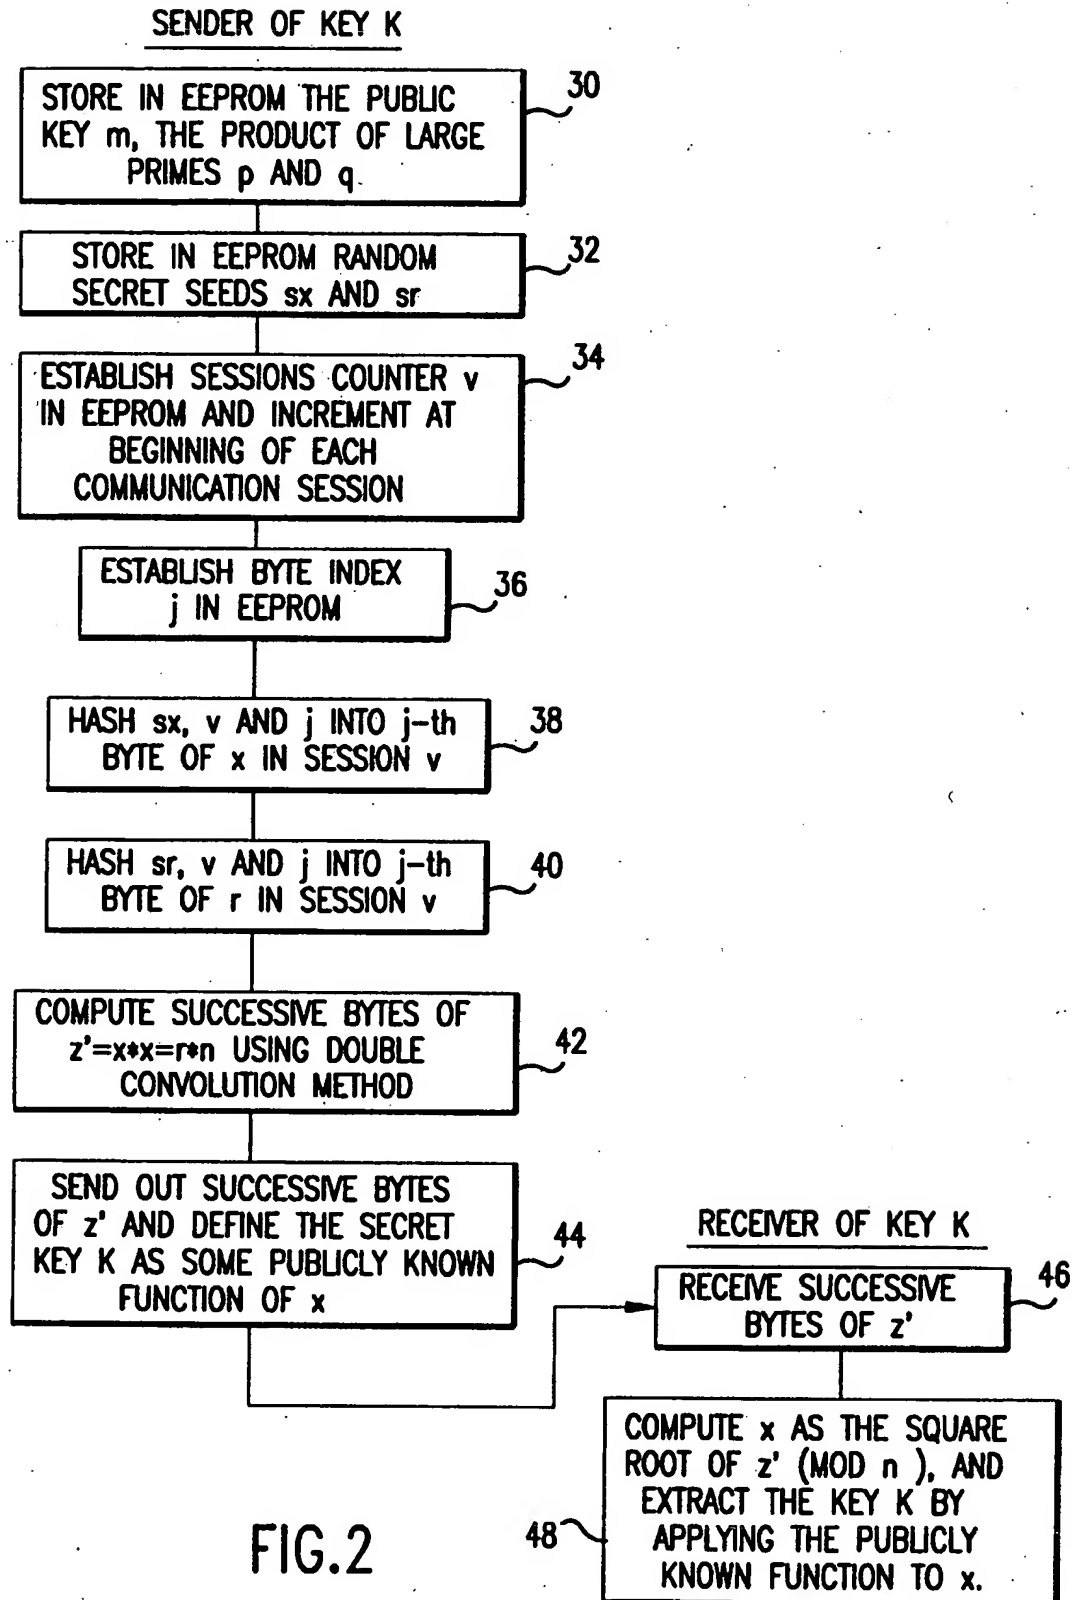 SENDER OF KEY K
STORE IN EEPROM THE PUBLIC
KEY m, THE PRODUCT OF LARGE
PRIMES p AND q.
30
STORE IN EEPROM RANDOM
SECRET SEEDS sx AND sr
32
ESTABLISH SESSIONS COUNTER v
IN EEPROM AND INCREMENT AT
BEGINNING OF EACH
COMMUNICATION SESSION
34
ESTABLISH BYTE INDEX
j IN EEPROM
36
HASH sx, v AND j INTO j-th
BYTE OF x IN SESSION v
38
HASH sr, v AND j INTO j-th
BYTE OF r IN SESSION v
40
COMPUTE SUCCESSIVE BYTES OF
z'=x*x=r*n USING DOUBLE
CONVOLUTION METHOD
42
SEND OUT SUCCESSIVE BYTES
OF z' AND DEFINE THE SECRET
KEY K AS SOME PUBLICLY KNOWN
FUNCTION OF x
44
RECEIVER OF KEY K
RECEIVE SUCCESSIVE
BYTES OF z'
46
COMPUTE x AS THE SQUARE
ROOT OF z' (MOD n ), AND
EXTRACT THE KEY K BY
APPLYING THE PUBLICLY
KNOWN FUNCTION TO x.
48
FIG.2